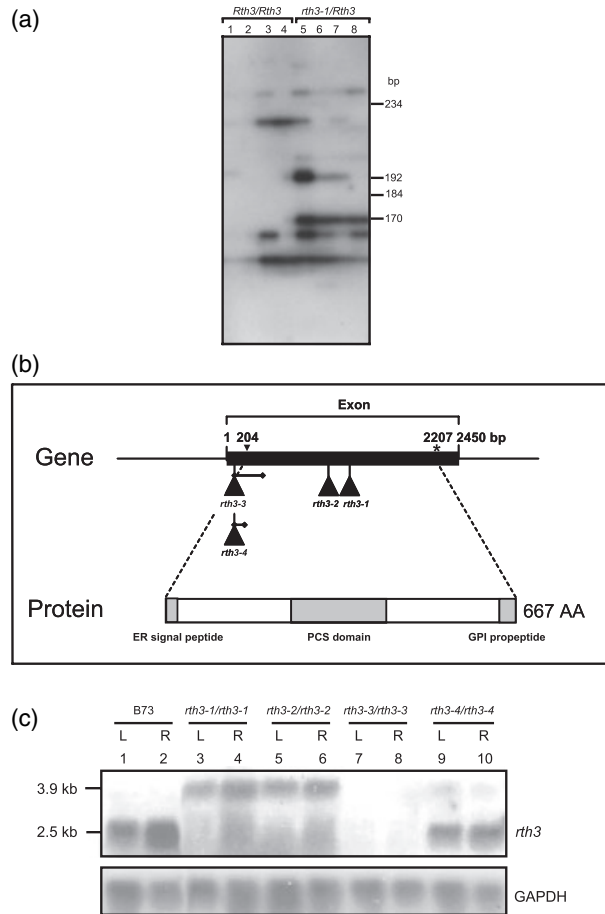 (a)
Rth3/Rth3 rth3-1/Rth3
1 2 3 4 5 6 7 8
bp
234
192
184
170
(b)
Exon
1 204 2207 2450 bp
Gene
*
rth3-3 rth3-2 rth3-1
rth3-4
Protein 667 AA
ER signal peptide PCS domain GPI propeptide
(c)
B73 rth3-1/rth3-1 rth3-2/rth3-2 rth3-3/rth3-3 rth3-4/rth3-4
L R L R L R L R L R
1 2 3 4 5 6 7 8 9 10
3.9 kb
2.5 kb rth3
GAPDH